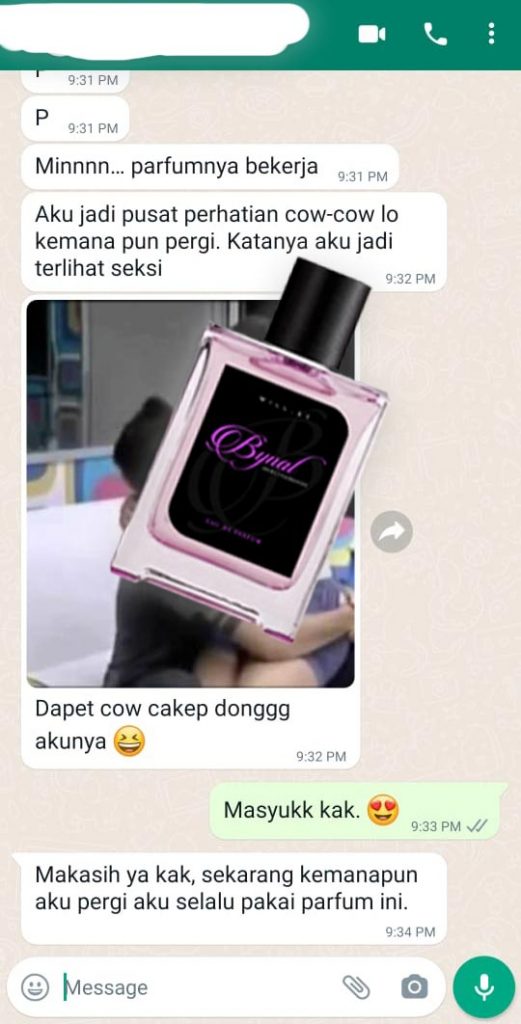 9:31 PM
P
9:31 PM
Minnnn... parfumnya bekerja
9:31 PM
Aku jadi pusat perhatian cow-cow lo
kemana pun pergi. Katanya aku jadi
terlihat seksi
9:32 PM
Bynal
EAU DE PARFUM
Dapet cow cakep donggg
akunya 😆
9:32 PM
Masyukk kak. 😍
9:33 PM
Makasih ya kak, sekarang kemanapun
aku pergi aku selalu pakai parfum ini.
9:34 PM
Message